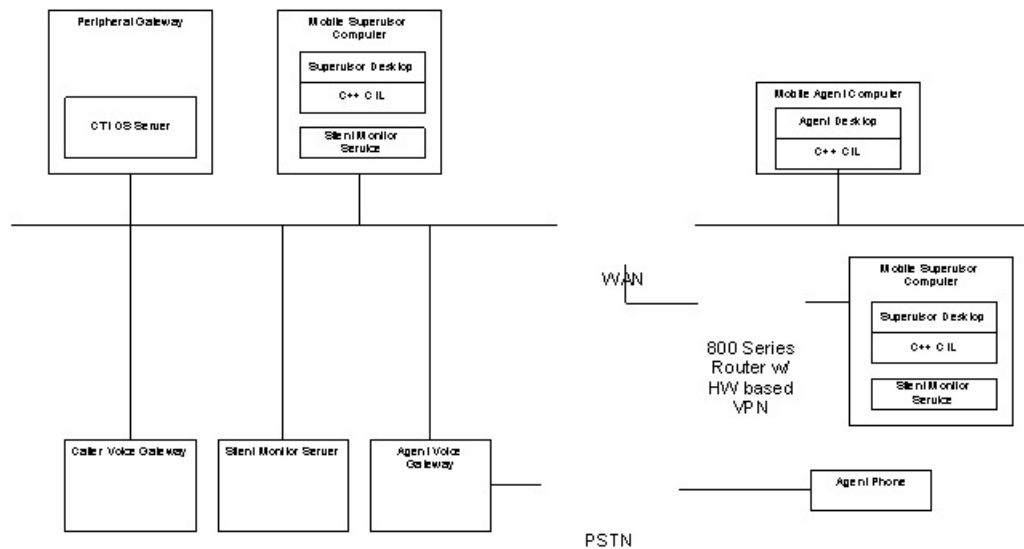 Peripheral Gateway
CTI OS Server
Mobile Supervisor
Computer
Supervisor Desktop
C++ CIL
Silent Monitor
Service
Mobile Agent Computer
Agent Desktop
C++ CIL
WAN
800 Series
Router w/
HW based
VPN
Mobile Supervisor
Computer
Supervisor Desktop
C++ CIL
Silent Monitor
Service
Caller Voice Gateway
Silent Monitor Server
Agent Voice
Gateway
Agent Phone
PSTN